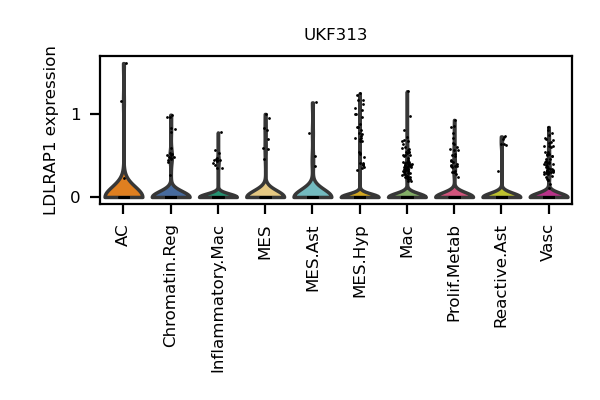 UKF313
LDLRAP1 expression
1
0
AC
Chromatin.Reg
Inflammatory.Mac
MES
MES.Ast
MES.Hyp
Mac
Prolif.Metab
Reactive.Ast
Vasc